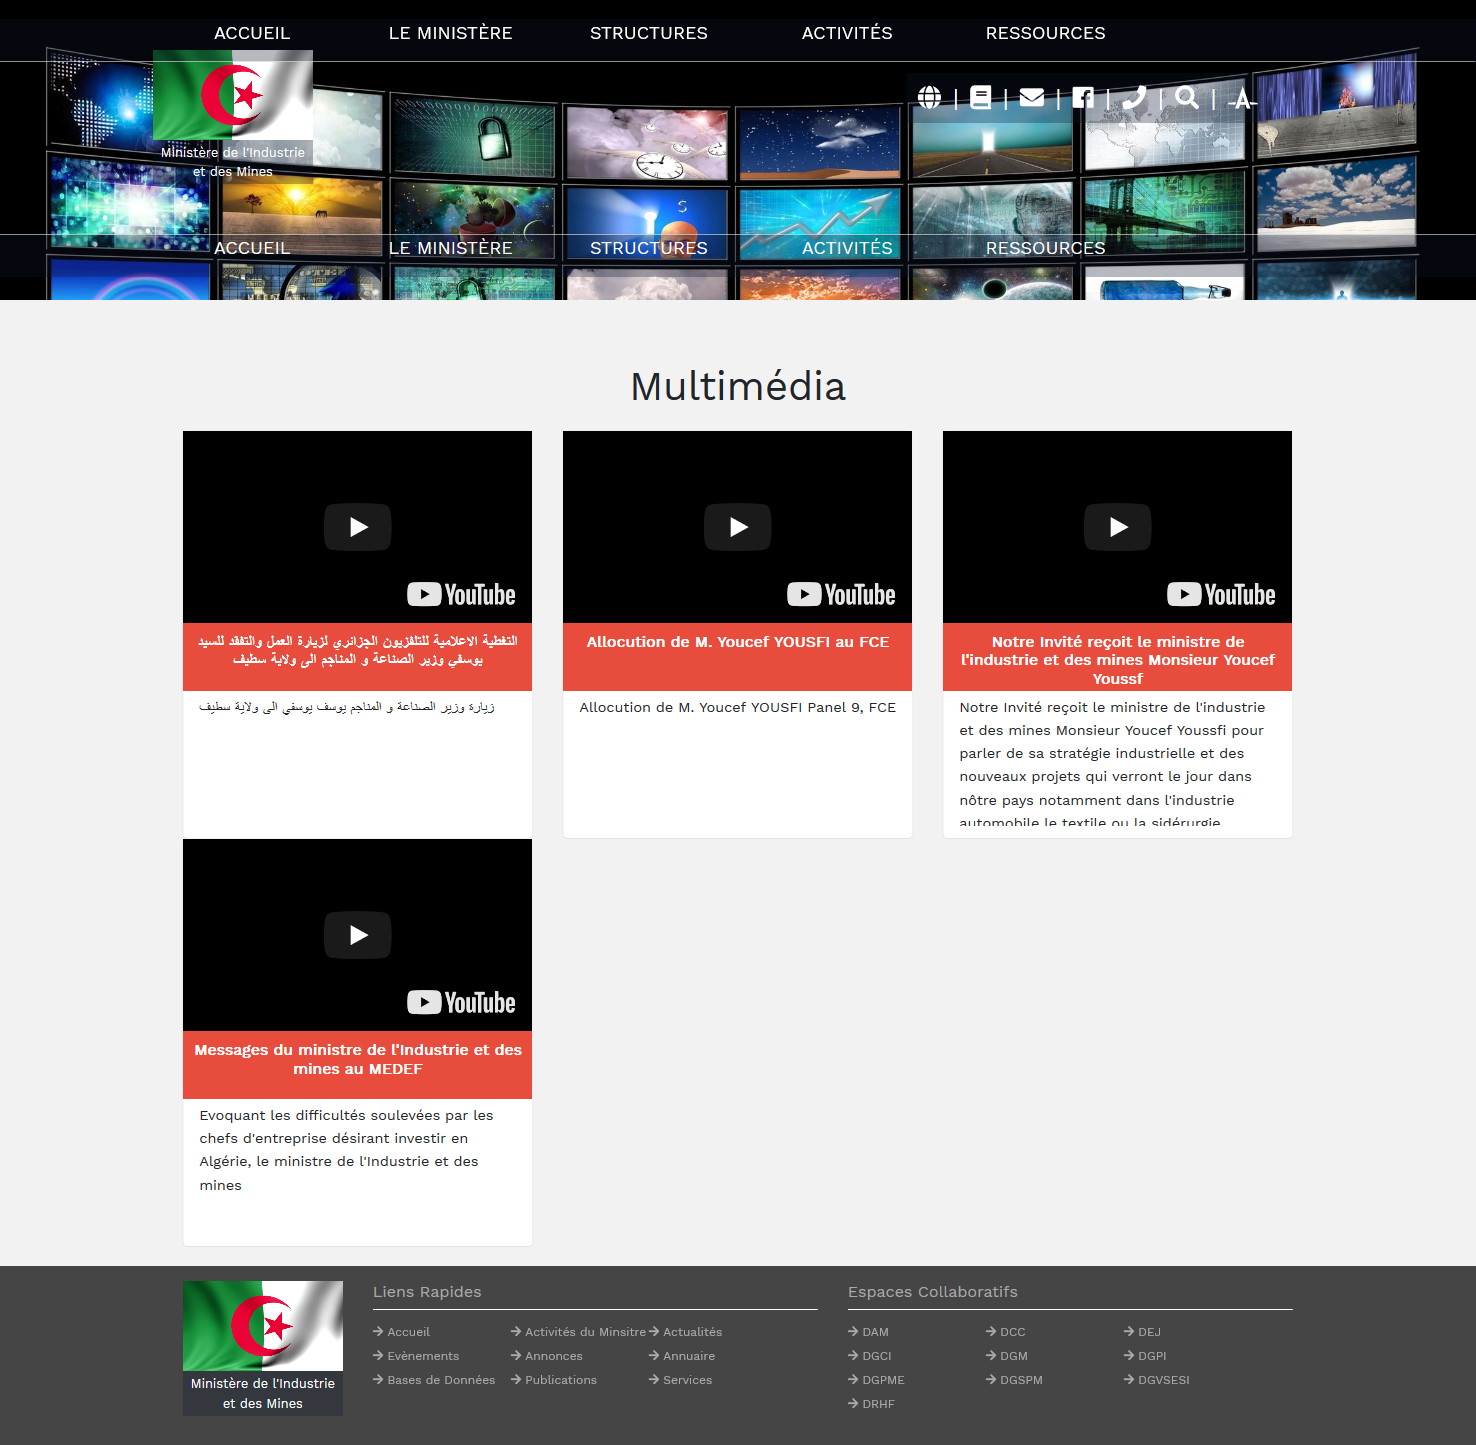 ACCUEIL LE MINISTÈRE STRUCTURES ACTIVITÉS RESSOURCES
Ministère de l'Industrie
et des Mines
ACCUEIL LE MINISTÈRE STRUCTURES ACTIVITÉS RESSOURCES
Multimédia
YouTube YouTube YouTube
التغطية الاعلامية للتلفزيون الجزائري لزيارة العمل والتفقد للسيد
يوسفي وزير الصناعة و المناجم الى ولاية سطيف
زيارة وزير الصناعة و المناجم يوسف يوسفي الى ولاية سطيف
Allocution de M. Youcef YOUSFI au FCE
Allocution de M. Youcef YOUSFI Panel 9, FCE
Notre Invité reçoit le ministre de
l'industrie et des mines Monsieur Youcef
Youssf
Notre Invité reçoit le ministre de l'industrie
et des mines Monsieur Youcef Youssfi pour
parler de sa stratégie industrielle et des
nouveaux projets qui verront le jour dans
nôtre pays notamment dans l'industrie
automobile le textile ou la sidérurgie
YouTube
Messages du ministre de l'Industrie et des
mines au MEDEF
Evoquant les difficultés soulevées par les
chefs d'entreprise désirant investir en
Algérie, le ministre de l'Industrie et des
mines
Ministère de l'Industrie
et des Mines
Liens Rapides
Accueil Activités du Minsitre Actualités
Evènements Annonces Annuaire
Bases de Données Publications Services
Espaces Collaboratifs
DAM DCC DEJ
DGCI DGM DGPI
DGPME DGSPM DGVSESI
DRHF